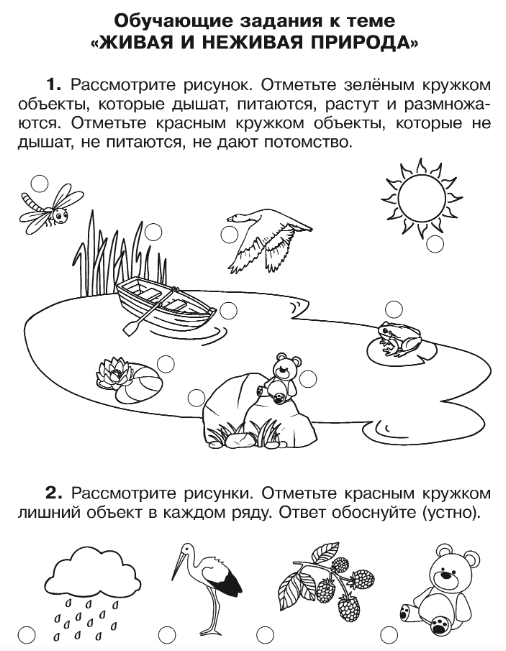 Обучающие задания к теме
«ЖИВАЯ И НЕЖИВАЯ ПРИРОДА»
1. Рассмотрите рисунок. Отметьте зелёным кружком
объекты, которые дышат, питаются, растут и размножа-
ются. Отметьте красным кружком объекты, которые не
дышат, не питаются, не дают потомство.
2. Рассмотрите рисунки. Отметьте красным кружком
лишний объект в каждом ряду. Ответ обоснуйте (устно).